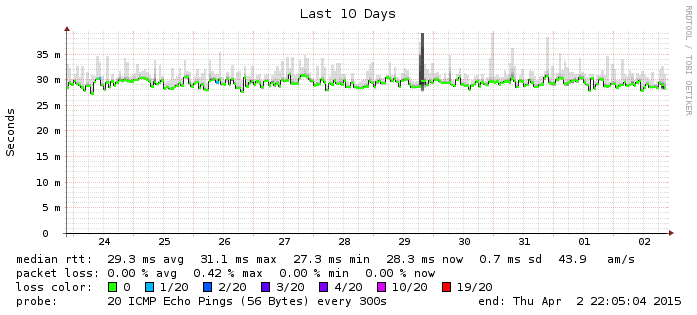 Last 10 Days
RRDTOOL / TOBI OETIKER
Seconds
35 m
30 m
25 m
20 m
15 m
10 m
5 m
0
24 25 26 27 28 29 30 31 01 02
median rtt: 29.3 ms avg 31.1 ms max 27.3 ms min 28.3 ms now 0.7 ms sd 43.9 am/s
packet loss: 0.00 % avg 0.42 % max 0.00 % min 0.00 % now
loss color: 0 1/20 2/20 3/20 4/20 10/20 19/20
probe: 20 ICMP Echo Pings (56 Bytes) every 300s end: Thu Apr 2 22:05:04 2015